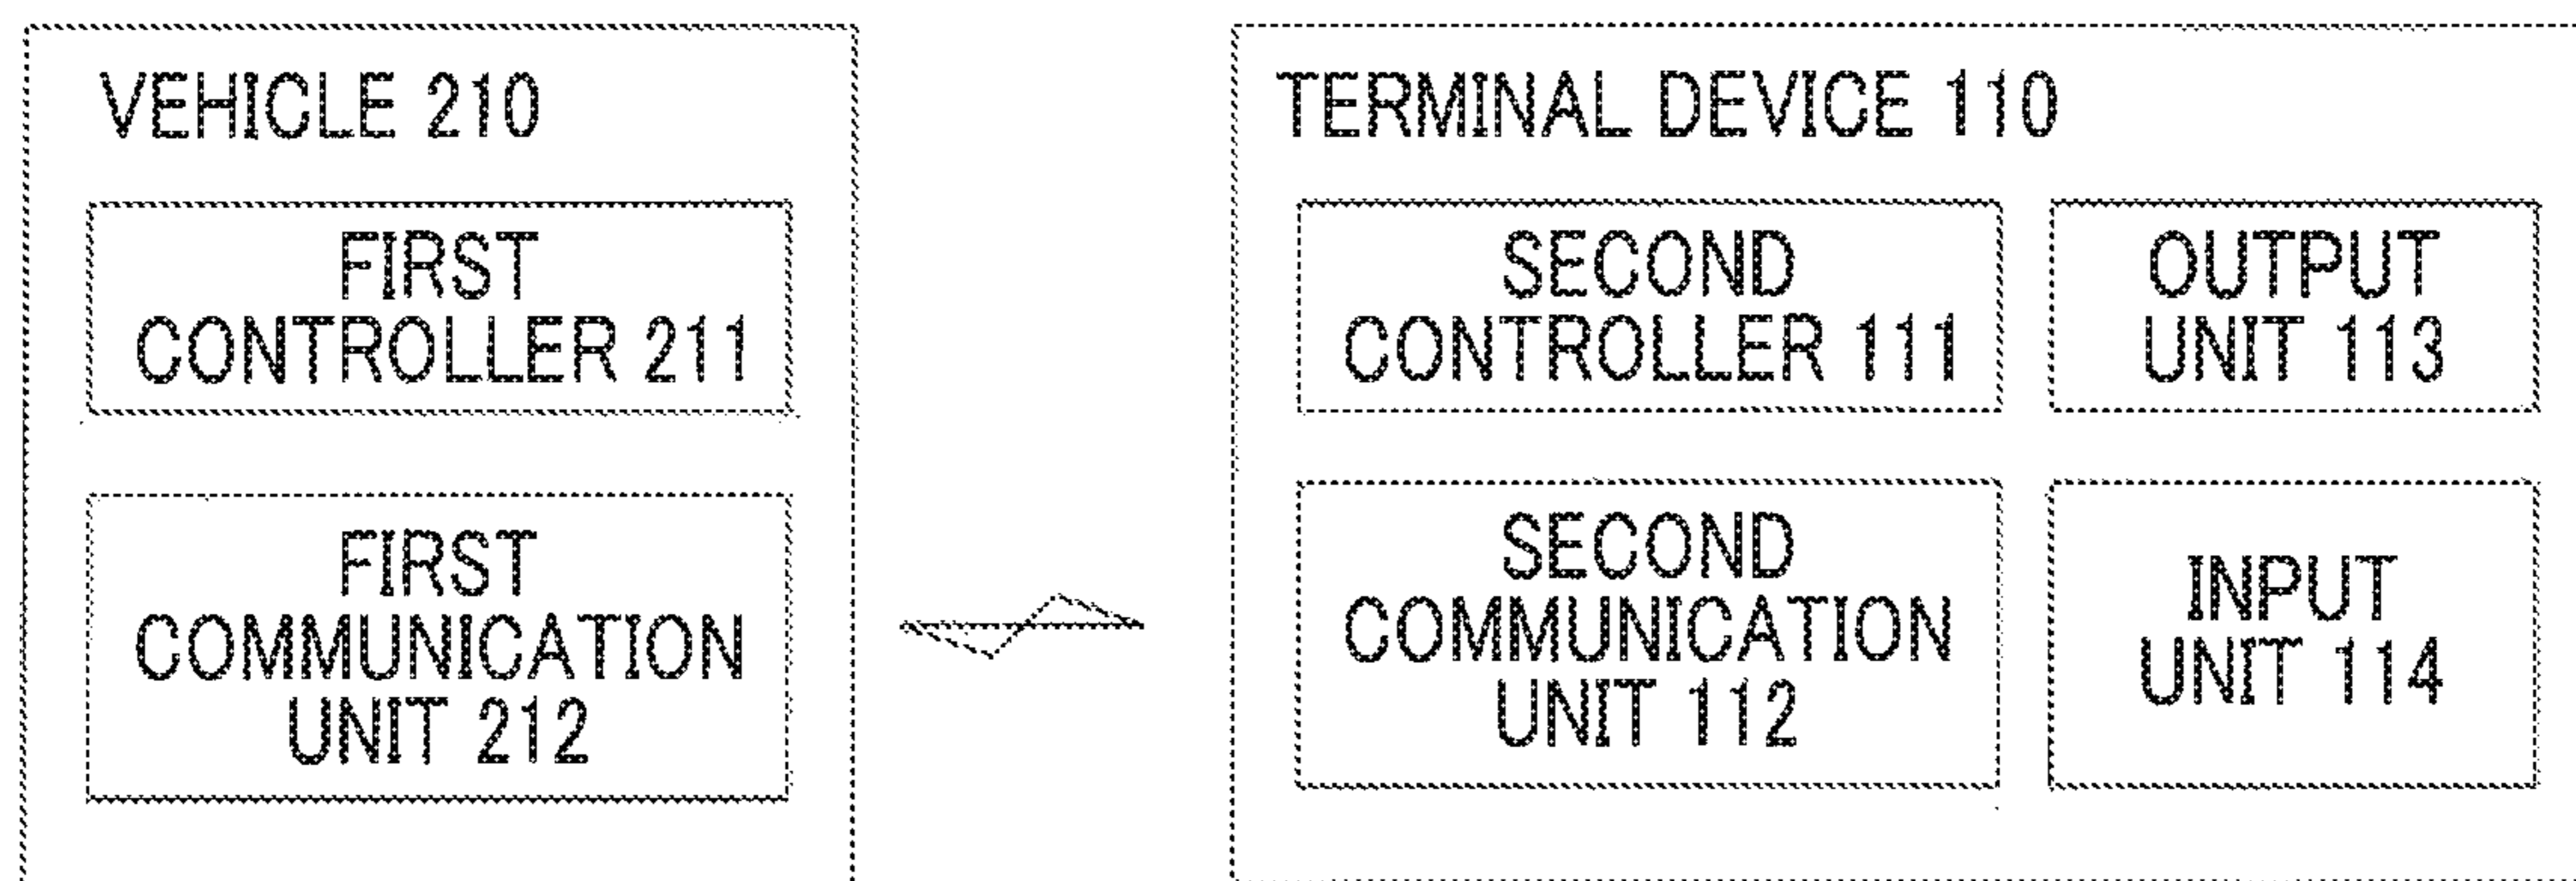 VEHICLE 210
FIRST
CONTROLLER 211
FIRST
COMMUNICATION
UNIT 212
TERMINAL DEVICE 110
SECOND
CONTROLLER 111
OUTPUT
UNIT 113
SECOND
COMMUNICATION
UNIT 112
INPUT
UNIT 114